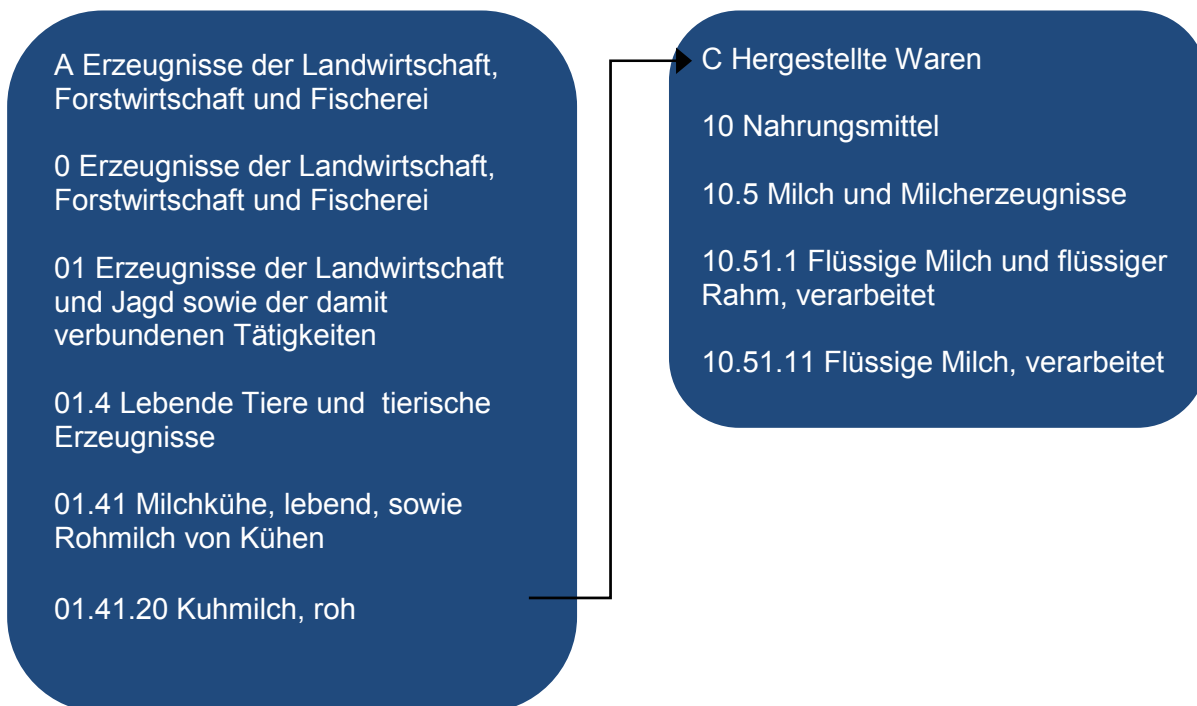 A Erzeugnisse der Landwirtschaft,
Forstwirtschaft und Fischerei
0 Erzeugnisse der Landwirtschaft,
Forstwirtschaft und Fischerei
01 Erzeugnisse der Landwirtschaft
und Jagd sowie der damit
verbundenen Tätigkeiten
01.4 Lebende Tiere und  tierische
Erzeugnisse
01.41 Milchkühe, lebend, sowie
Rohmilch von Kühen
01.41.20 Kuhmilch, roh
C Hergestellte Waren
10 Nahrungsmittel
10.5 Milch und Milcherzeugnisse
10.51.1 Flüssige Milch und flüssiger
Rahm, verarbeitet
10.51.11 Flüssige Milch, verarbeitet